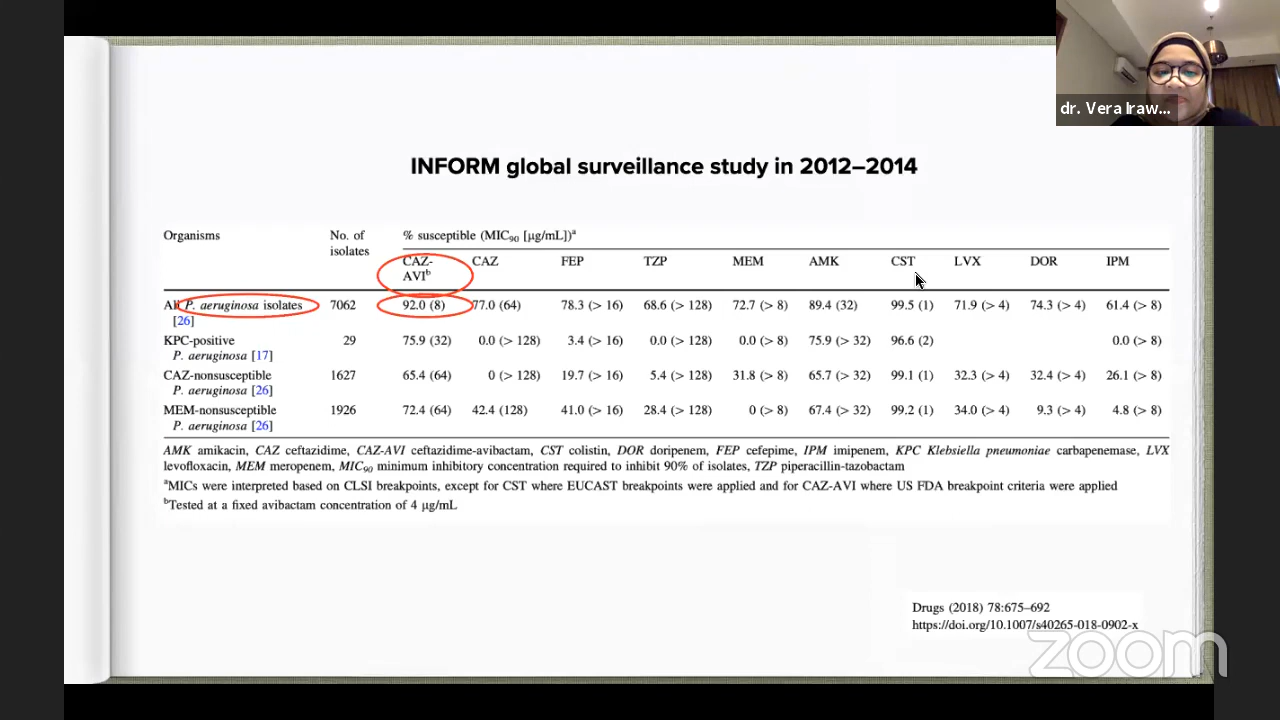 dr. Vera Iraw...
INFORM global surveillance study in 2012–2014
Organisms No. of isolates % susceptible (MIC90 [µg/mL])a
CAZ-AVIb CAZ FEP TZP MEM AMK CST LVX DOR IPM
All P. aeruginosa isolates 7062 92.0 (8) 77.0 (64) 78.3 (> 16) 68.6 (> 128) 72.7 (> 8) 89.4 (32) 99.5 (1) 71.9 (> 4) 74.3 (> 4) 61.4 (> 8)
[26]
KPC-positive 29 75.9 (32) 0.0 (> 128) 3.4 (> 16) 0.0 (> 128) 0.0 (> 8) 75.9 (> 32) 96.6 (2) 0.0 (> 8)
P. aeruginosa [17]
CAZ-nonsusceptible 1627 65.4 (64) 0 (> 128) 19.7 (> 16) 5.4 (> 128) 31.8 (> 8) 65.7 (> 32) 99.1 (1) 32.3 (> 4) 32.4 (> 4) 26.1 (> 8)
P. aeruginosa [26]
MEM-nonsusceptible 1926 72.4 (64) 42.4 (128) 41.0 (> 16) 28.4 (> 128) 0 (> 8) 67.4 (> 32) 99.2 (1) 34.0 (> 4) 9.3 (> 4) 4.8 (> 8)
P. aeruginosa [26]
AMK amikacin, CAZ ceftazidime, CAZ-AVI ceftazidime-avibactam, CST colistin, DOR doripenem, FEP cefepime, IPM imipenem, KPC Klebsiella pneumoniae carbapenemase, LVX
levofloxacin, MEM meropenem, MIC90 minimum inhibitory concentration required to inhibit 90% of isolates, TZP piperacillin-tazobactam
aMICs were interpreted based on CLSI breakpoints, except for CST where EUCAST breakpoints were applied and for CAZ-AVI where US FDA breakpoint criteria were applied
bTested at a fixed avibactam concentration of 4 µg/mL
Drugs (2018) 78:675–692
https://doi.org/10.1007/s40265-018-0902-x
zoom